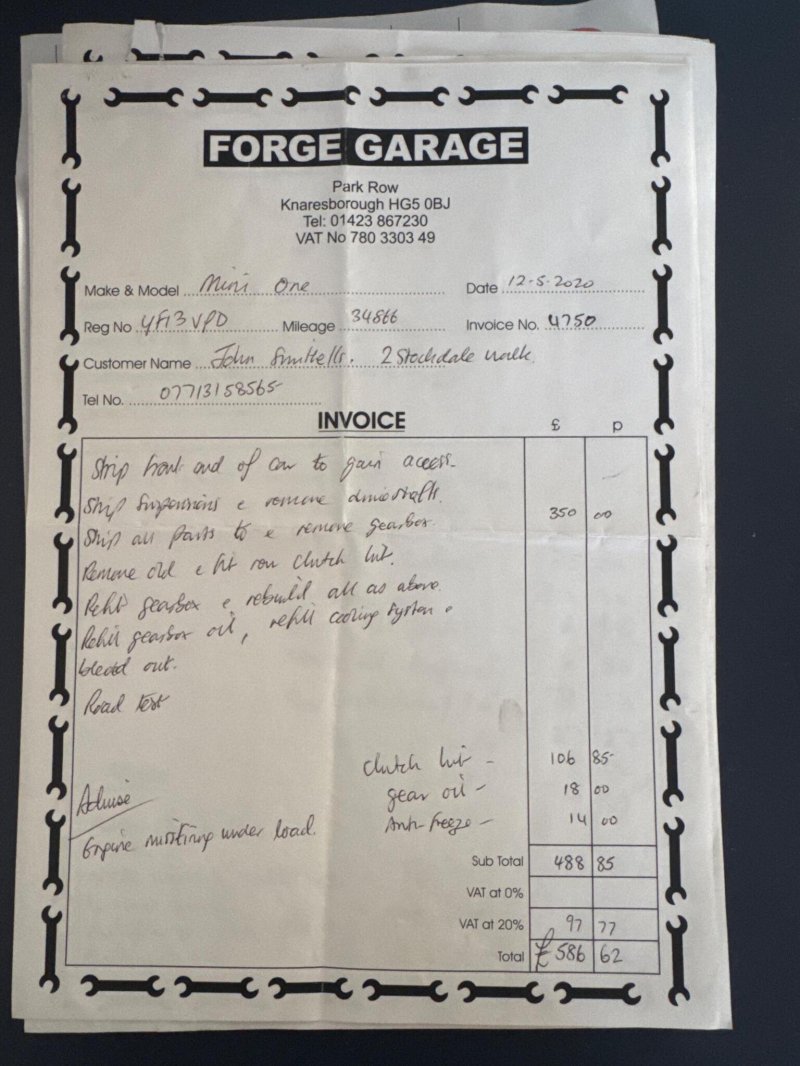 FORGE GARAGE
Park Row
Knaresborough HG5 0BJ
Tel: 01423 867230
VAT No 780 3303 49
Make & Model Mini One Date 12-5-2020
Reg No YF13VPD Mileage 34866 Invoice No. 4750
Customer Name John 2 Stockdale walk.
Tel No. 07713158565
INVOICE £ p
Strip front end of car to gain access.
Strip suspensions & remove driveshafts.
350 00
Strip all parts to & remove gearbox.
Remove old & fit new clutch kit.
Refit gearbox & rebuild all as above.
Refill gearbox oil, refill cooling system &
bleed out.
Road test
Clutch kit - 106 85
gear oil - 18 00
Anti-freeze - 14 00
Advise
Engine misfiring under load.
Sub Total 488 85
VAT at 0%
VAT at 20% 97 77
Total £586 62